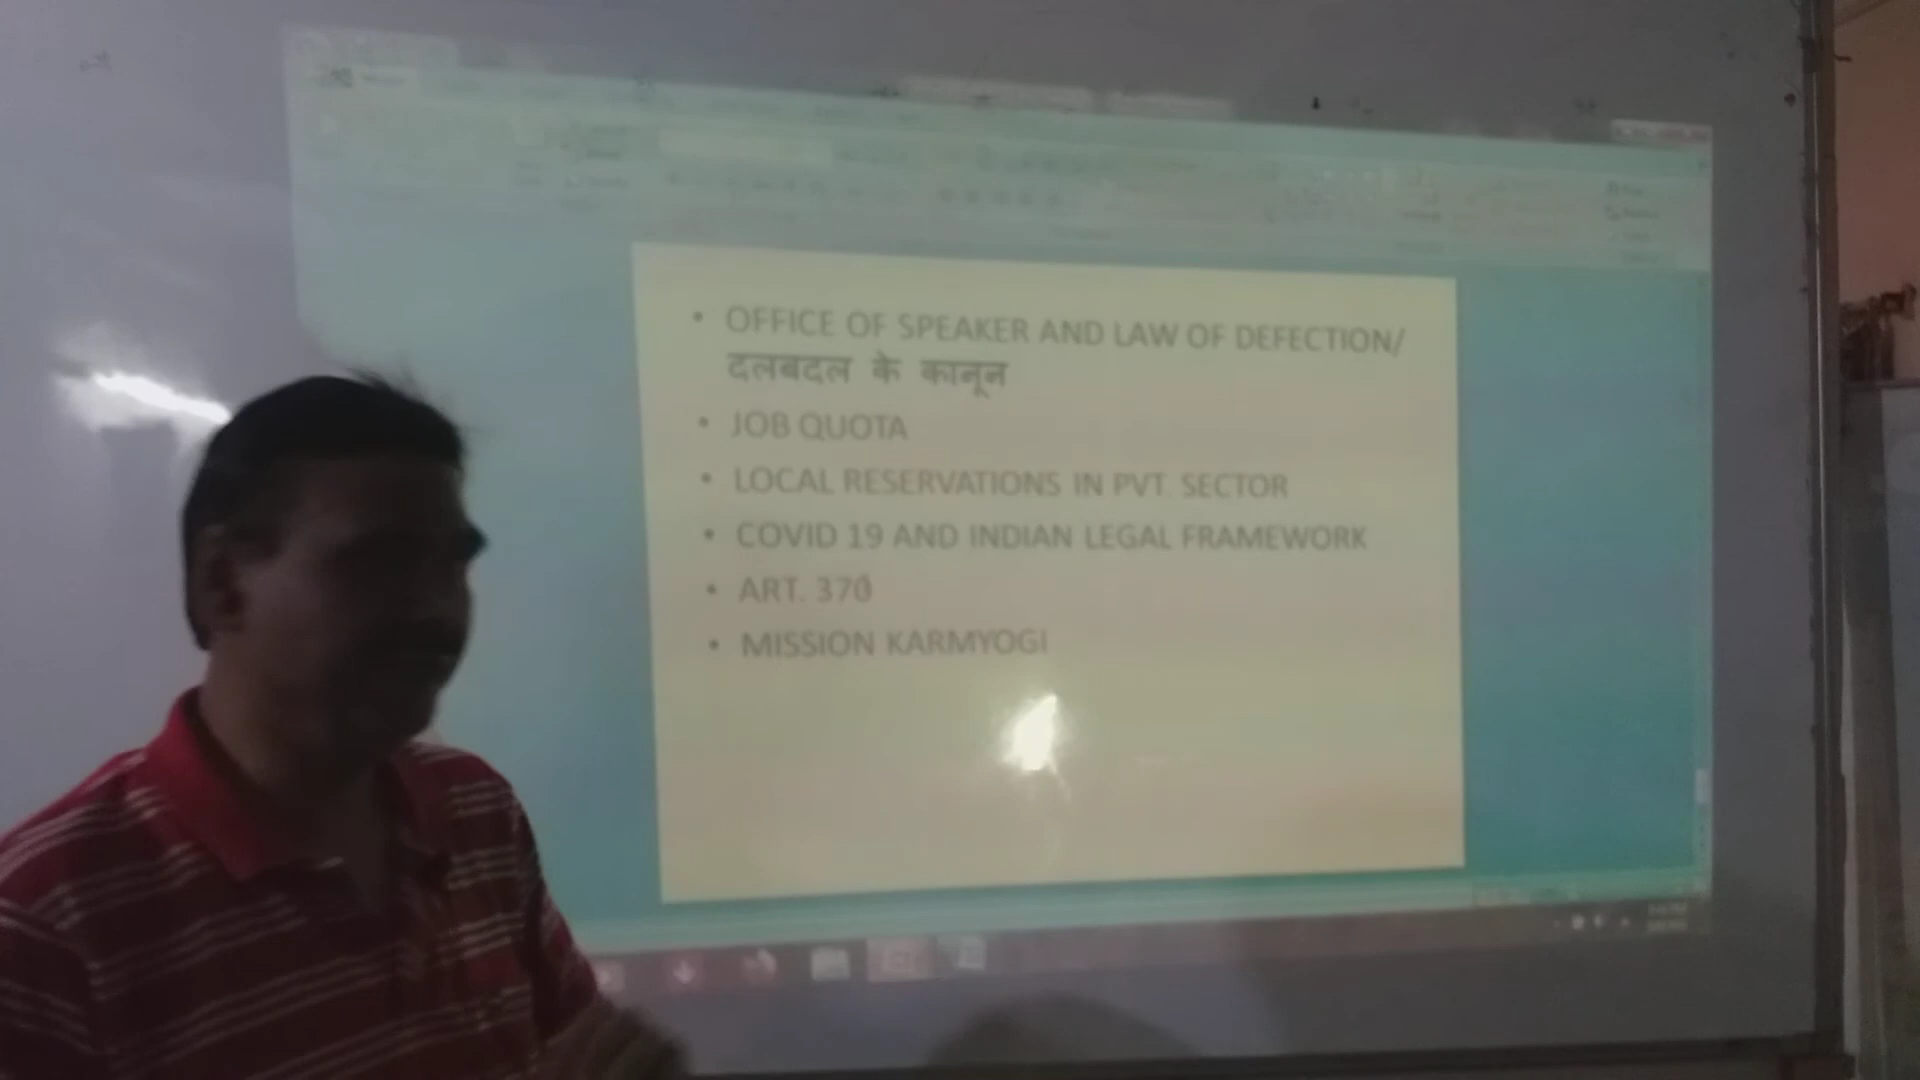 • OFFICE OF SPEAKER AND LAW OF DEFECTION/
दलबदल के कानून
• JOB QUOTA
• LOCAL RESERVATIONS IN PVT. SECTOR
• COVID 19 AND INDIAN LEGAL FRAMEWORK
• ART. 370
• MISSION KARMYOGI